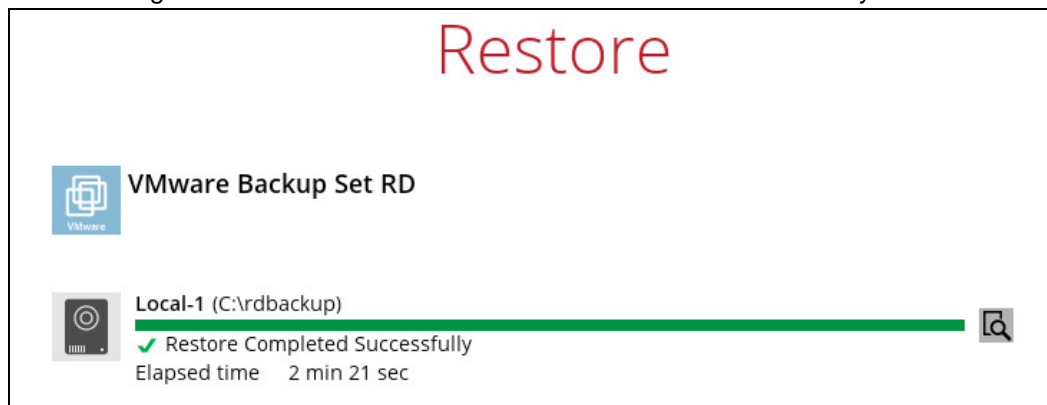 Restore
VMware Backup Set RD
VMware
Local-1 (C:\rdbackup)
Restore Completed Successfully
Elapsed time 2 min 21 sec